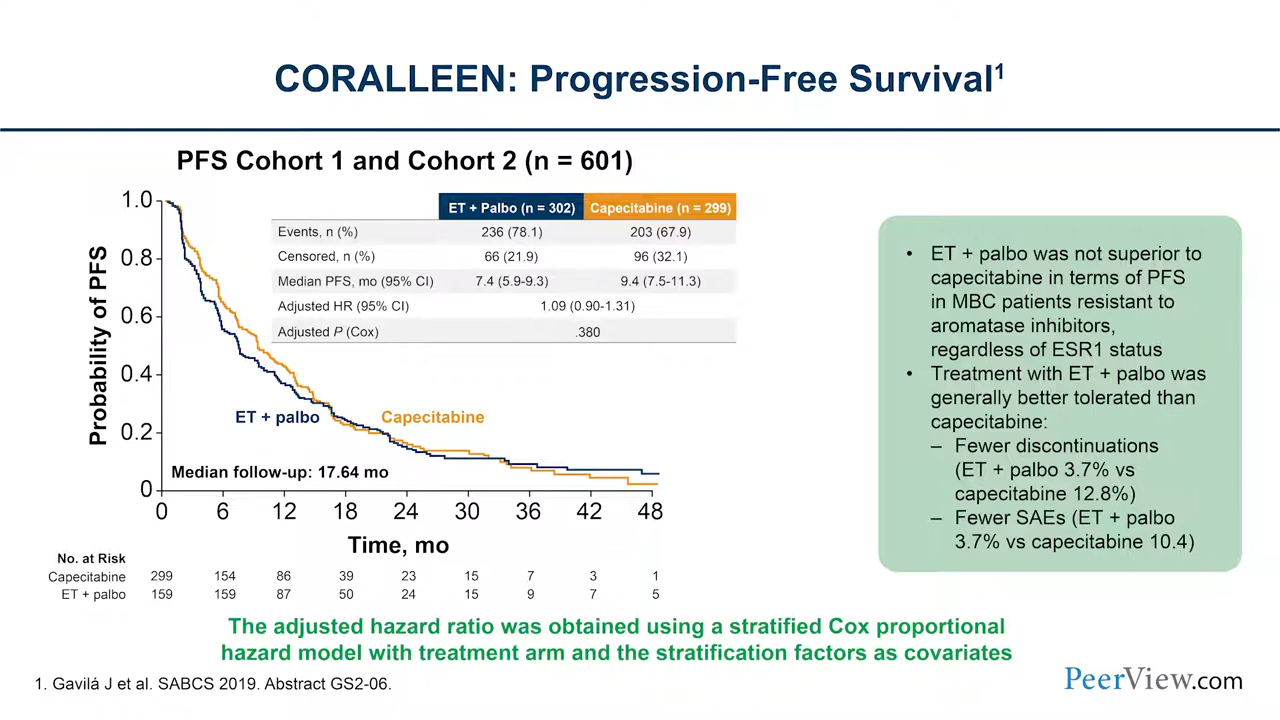 CORALLEEN: Progression-Free Survival1
PFS Cohort 1 and Cohort 2 (n = 601)
Probability of PFS
1.0
0.8
0.6
0.4
0.2
0
ET + Palbo (n = 302) Capecitabine (n = 299)
Events, n (%) 236 (78.1) 203 (67.9)
Censored, n (%) 66 (21.9) 96 (32.1)
Median PFS, mo (95% CI) 7.4 (5.9-9.3) 9.4 (7.5-11.3)
Adjusted HR (95% CI) 1.09 (0.90-1.31)
Adjusted P (Cox) .380
ET + palbo Capecitabine
Median follow-up: 17.64 mo
0 6 12 18 24 30 36 42 48
Time, mo
No. at Risk
Capecitabine 299 154 86 39 23 15 7 3 1
ET + palbo 159 159 87 50 24 15 9 7 5
• ET + palbo was not superior to
capecitabine in terms of PFS
in MBC patients resistant to
aromatase inhibitors,
regardless of ESR1 status
• Treatment with ET + palbo was
generally better tolerated than
capecitabine:
– Fewer discontinuations
(ET + palbo 3.7% vs
capecitabine 12.8%)
– Fewer SAEs (ET + palbo
3.7% vs capecitabine 10.4)
The adjusted hazard ratio was obtained using a stratified Cox proportional
hazard model with treatment arm and the stratification factors as covariates
1. Gavilá J et al. SABCS 2019. Abstract GS2-06.
PeerView.com